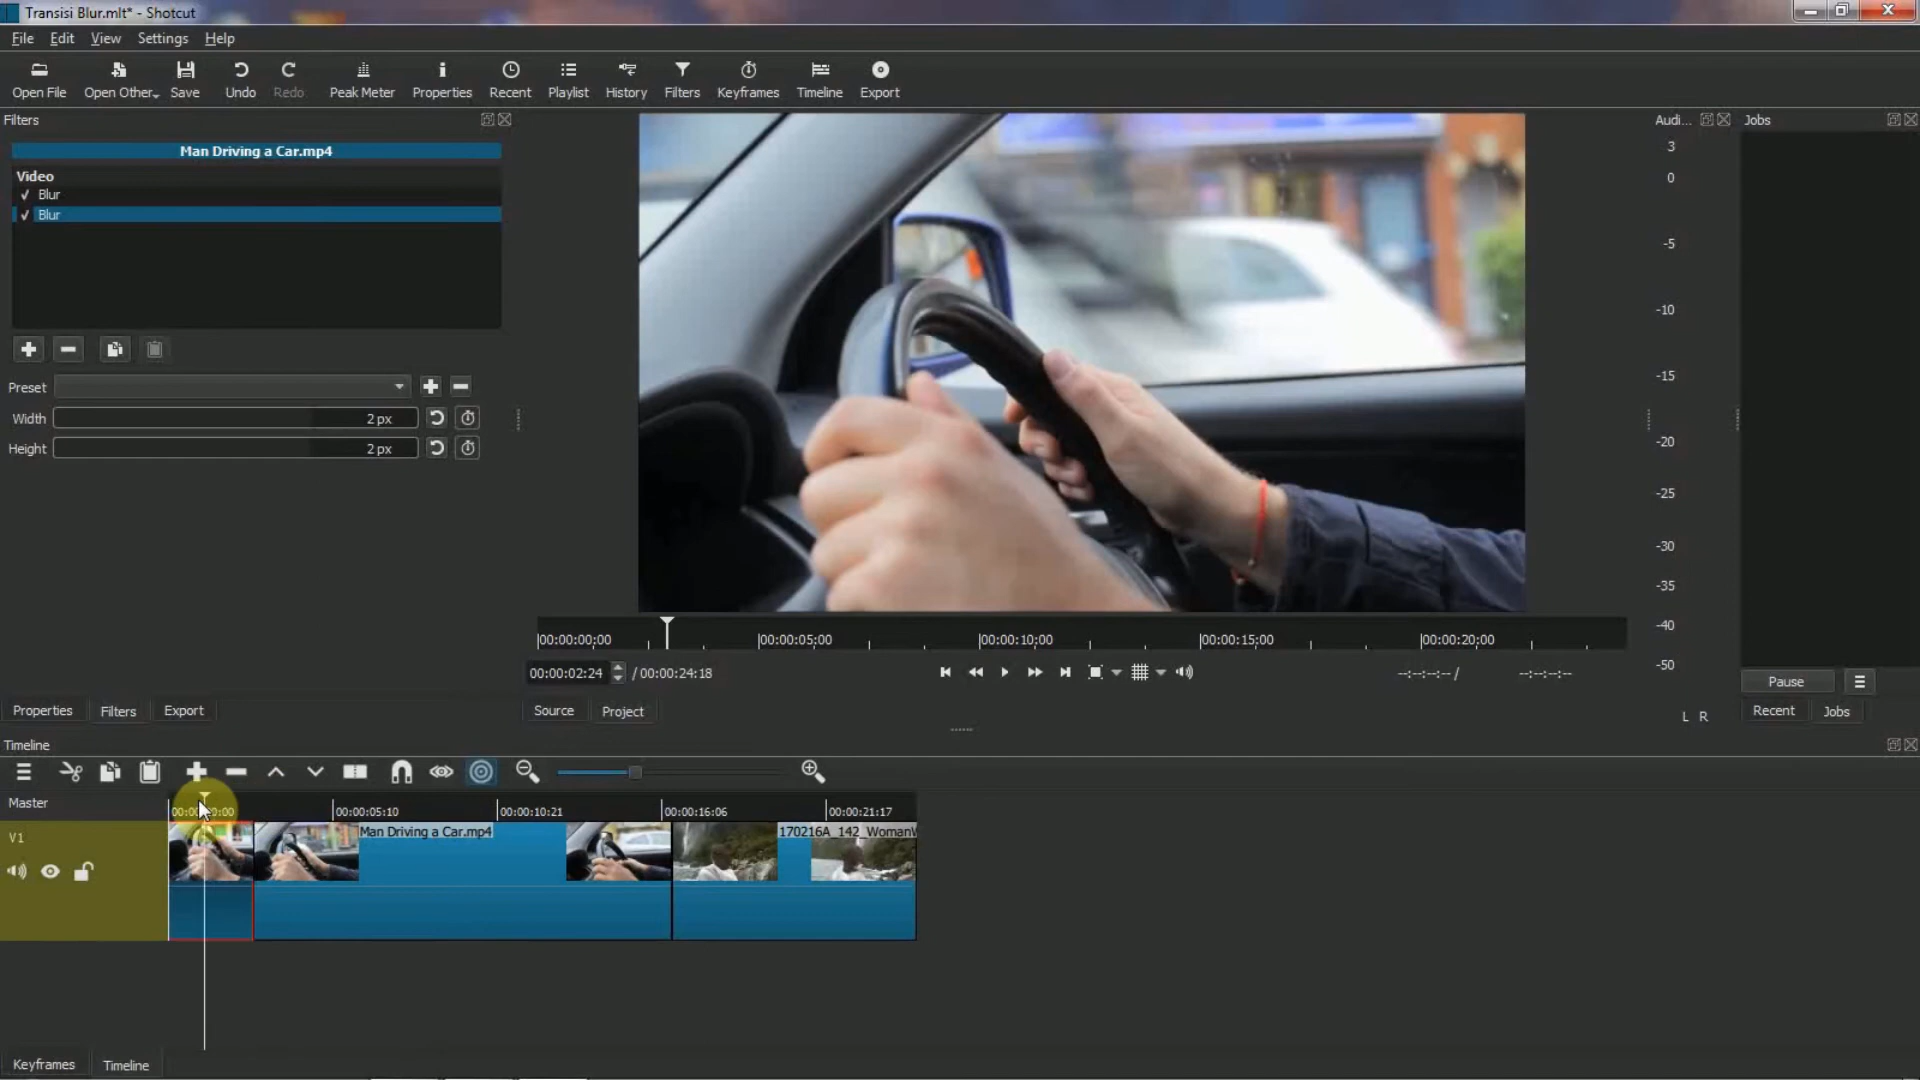 Transisi Blur.mlt* - Shotcut
File Edit View Settings Help
Open File Open Other Save Undo Redo Peak Meter Properties Recent Playlist History Filters Keyframes Timeline Export
Filters
Audi... Jobs
Man Driving a Car.mp4
Video
✓ Blur
✓ Blur
Preset
Width 2 px
Height 2 px
3
0
-5
-10
-15
-20
-25
-30
-35
-40
-50
L R
00:00:00:00 00:00:05:00 00:00:10:00 00:00:15:00 00:00:20:00
00:00:02:24 / 00:00:24:18 --:--:--:-- / --:--:--:--
Pause
Properties Filters Export Source Project Recent Jobs
Timeline
Master 00:00:05:10 00:00:10:21 00:00:16:06 00:00:21:17
V1 Man Driving a Car.mp4 170216A_142_WomanW
Keyframes Timeline